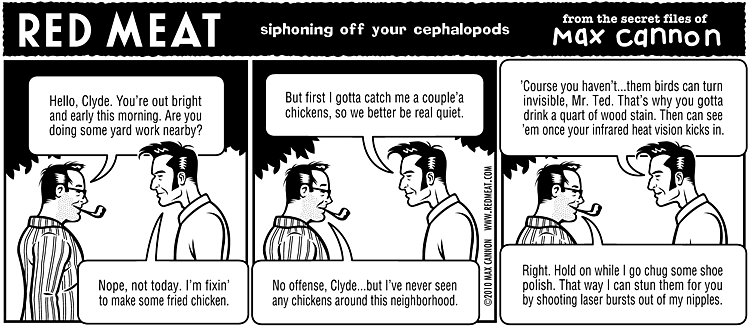 RED MEAT
siphoning off your cephalopods
from the secret files of
Max cannon
Hello, Clyde. You're out bright
and early this morning. Are you
doing some yard work nearby?
Nope, not today. I'm fixin'
to make some fried chicken.
But first I gotta catch me a couple'a
chickens, so we better be real quiet.
No offense, Clyde...but I've never seen
any chickens around this neighborhood.
©2010 MAX CANNON WWW.REDMEAT.COM
'Course you haven't...them birds can turn
invisible, Mr. Ted. That's why you gotta
drink a quart of wood stain. Then can see
'em once your infrared heat vision kicks in.
Right. Hold on while I go chug some shoe
polish. That way I can stun them for you
by shooting laser bursts out of my nipples.